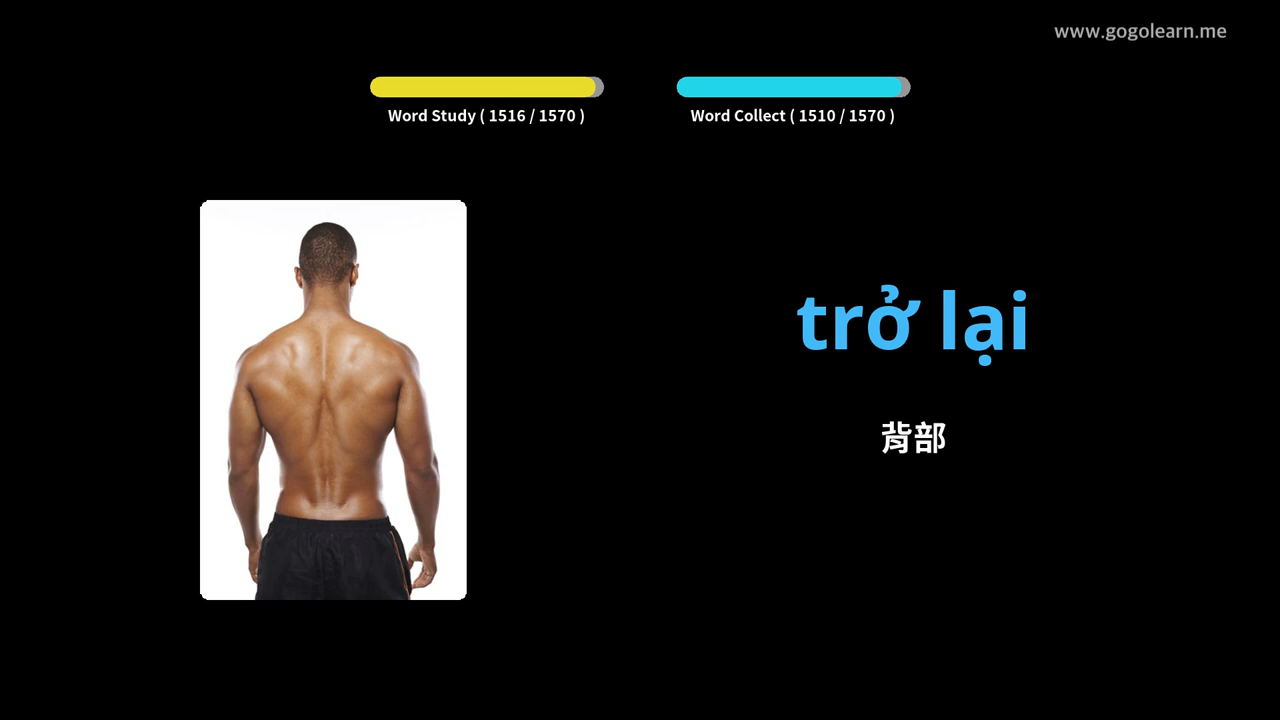 www.gogolearn.me
Word Study ( 1516 / 1570 )
Word Collect ( 1510 / 1570 )
trở lại
背部